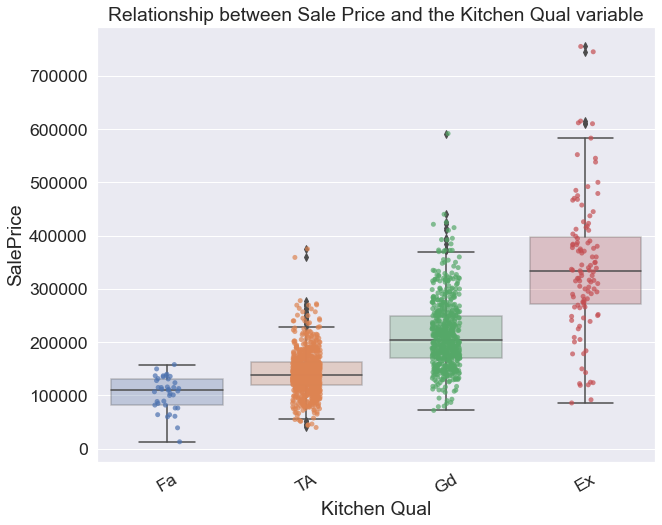 Relationship between Sale Price and the Kitchen Qual variable
700000
600000
500000
400000
300000
200000
100000
0
SalePrice
Fa
TA
Gd
Ex
Kitchen Qual